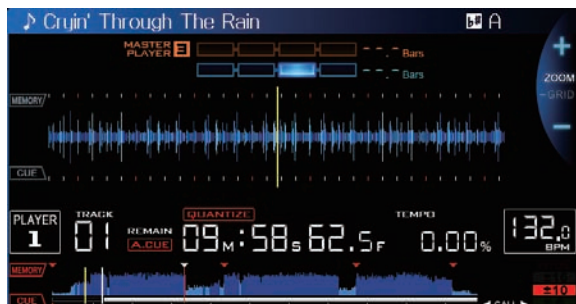 ♪ Cryin' Through The Rain b# A
MASTER PLAYER 3 --.- Bars
--.- Bars
ZOOM
-GRID
MEMORY
CUE
PLAYER 1 TRACK 01 REMAIN A.CUE QUANTIZE 09M:58s62.5F TEMPO 0.00% 132.0 BPM
MEMORY
±10
CUE